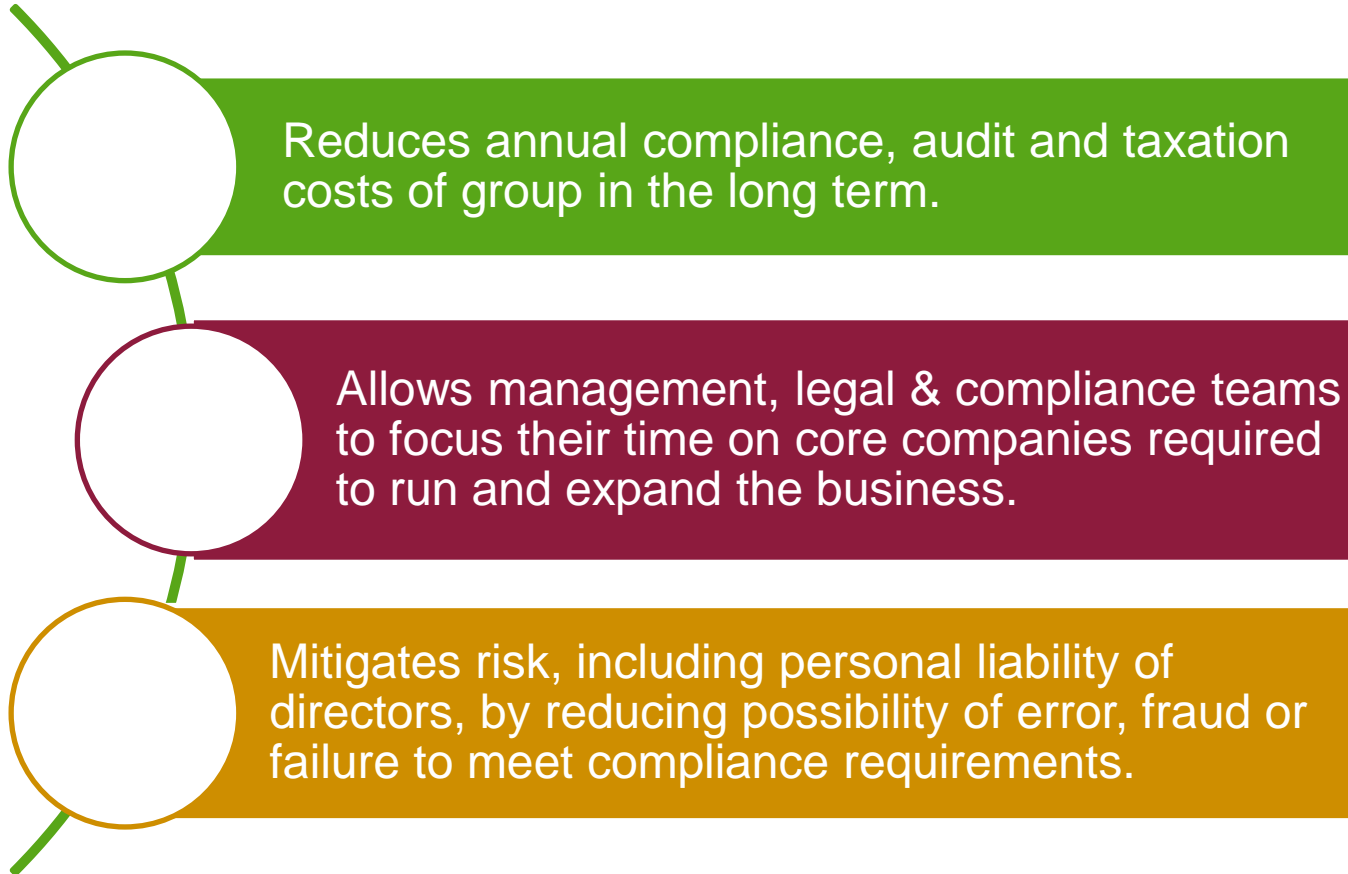 Reduces annual compliance, audit and taxation
costs of group in the long term.
Allows management, legal & compliance teams
to focus their time on core companies required
to run and expand the business.
Mitigates risk, including personal liability of
directors, by reducing possibility of error, fraud or
failure to meet compliance requirements.